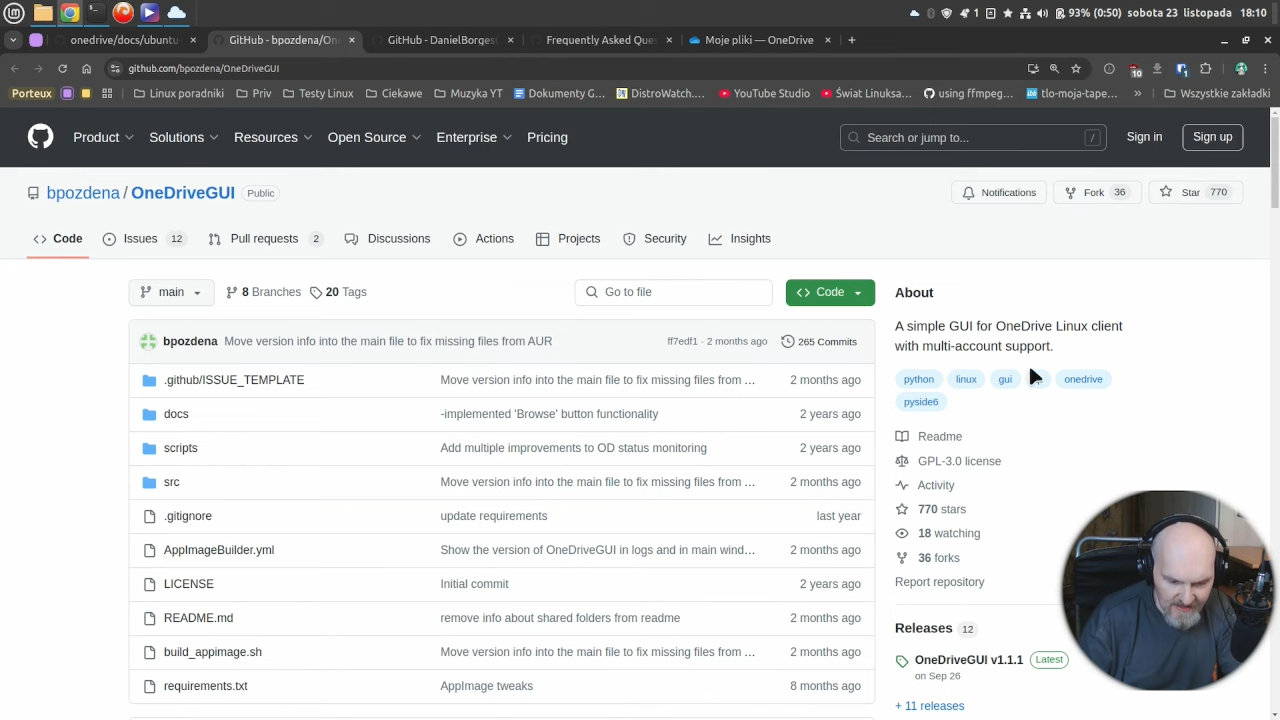 93% (0:50) sobota 23 listopada 18:10
onedrive/docs/ubuntu-
GitHub - bpozdena/On
GitHub - DanielBorges
Frequently Asked Que
Moje pliki — OneDrive
github.com/bpozdena/OneDriveGUI
Porteux
Linux poradniki
Priv
Testy Linux
Ciekawe
Muzyka YT
Dokumenty G...
DistroWatch....
YouTube Studio
Świat Linuksa...
using ffmpeg...
tlo-moja-tape...
»
Wszystkie zakładki
Product
Solutions
Resources
Open Source
Enterprise
Pricing
Search or jump to...
/
Sign in
Sign up
bpozdena / OneDriveGUI
Public
Notifications
Fork 36
Star 770
Code
Issues 12
Pull requests 2
Discussions
Actions
Projects
Security
Insights
main
8 Branches
20 Tags
Go to file
Code
About
A simple GUI for OneDrive Linux client
with multi-account support.
python
linux
gui
onedrive
pyside6
bpozdena Move version info into the main file to fix missing files from AUR ff7edf1 · 2 months ago 265 Commits
.github/ISSUE_TEMPLATE Move version info into the main file to fix missing files from ... 2 months ago
docs -implemented 'Browse' button functionality 2 years ago
scripts Add multiple improvements to OD status monitoring 2 years ago
src Move version info into the main file to fix missing files from ... 2 months ago
.gitignore update requirements last year
AppImageBuilder.yml Show the version of OneDriveGUI in logs and in main wind... 2 months ago
LICENSE Initial commit 2 years ago
README.md remove info about shared folders from readme 2 months ago
build_appimage.sh Move version info into the main file to fix missing files from ... 2 months ago
requirements.txt AppImage tweaks 8 months ago
Readme
GPL-3.0 license
Activity
770 stars
18 watching
36 forks
Report repository
Releases 12
OneDriveGUI v1.1.1 Latest
on Sep 26
+ 11 releases